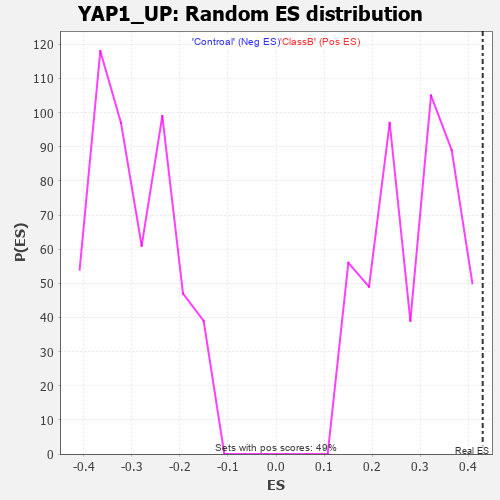 YAP1_UP: Random ES distribution
'Controal' (Neg ES)'ClassB' (Pos ES)
120
110
100
90
80
70
60
50
40
30
20
10
0
P(ES)
Sets with pos scores: 49%
Real ES
-0.4 -0.3 -0.2 -0.1 0.0 0.1 0.2 0.3 0.4
ES